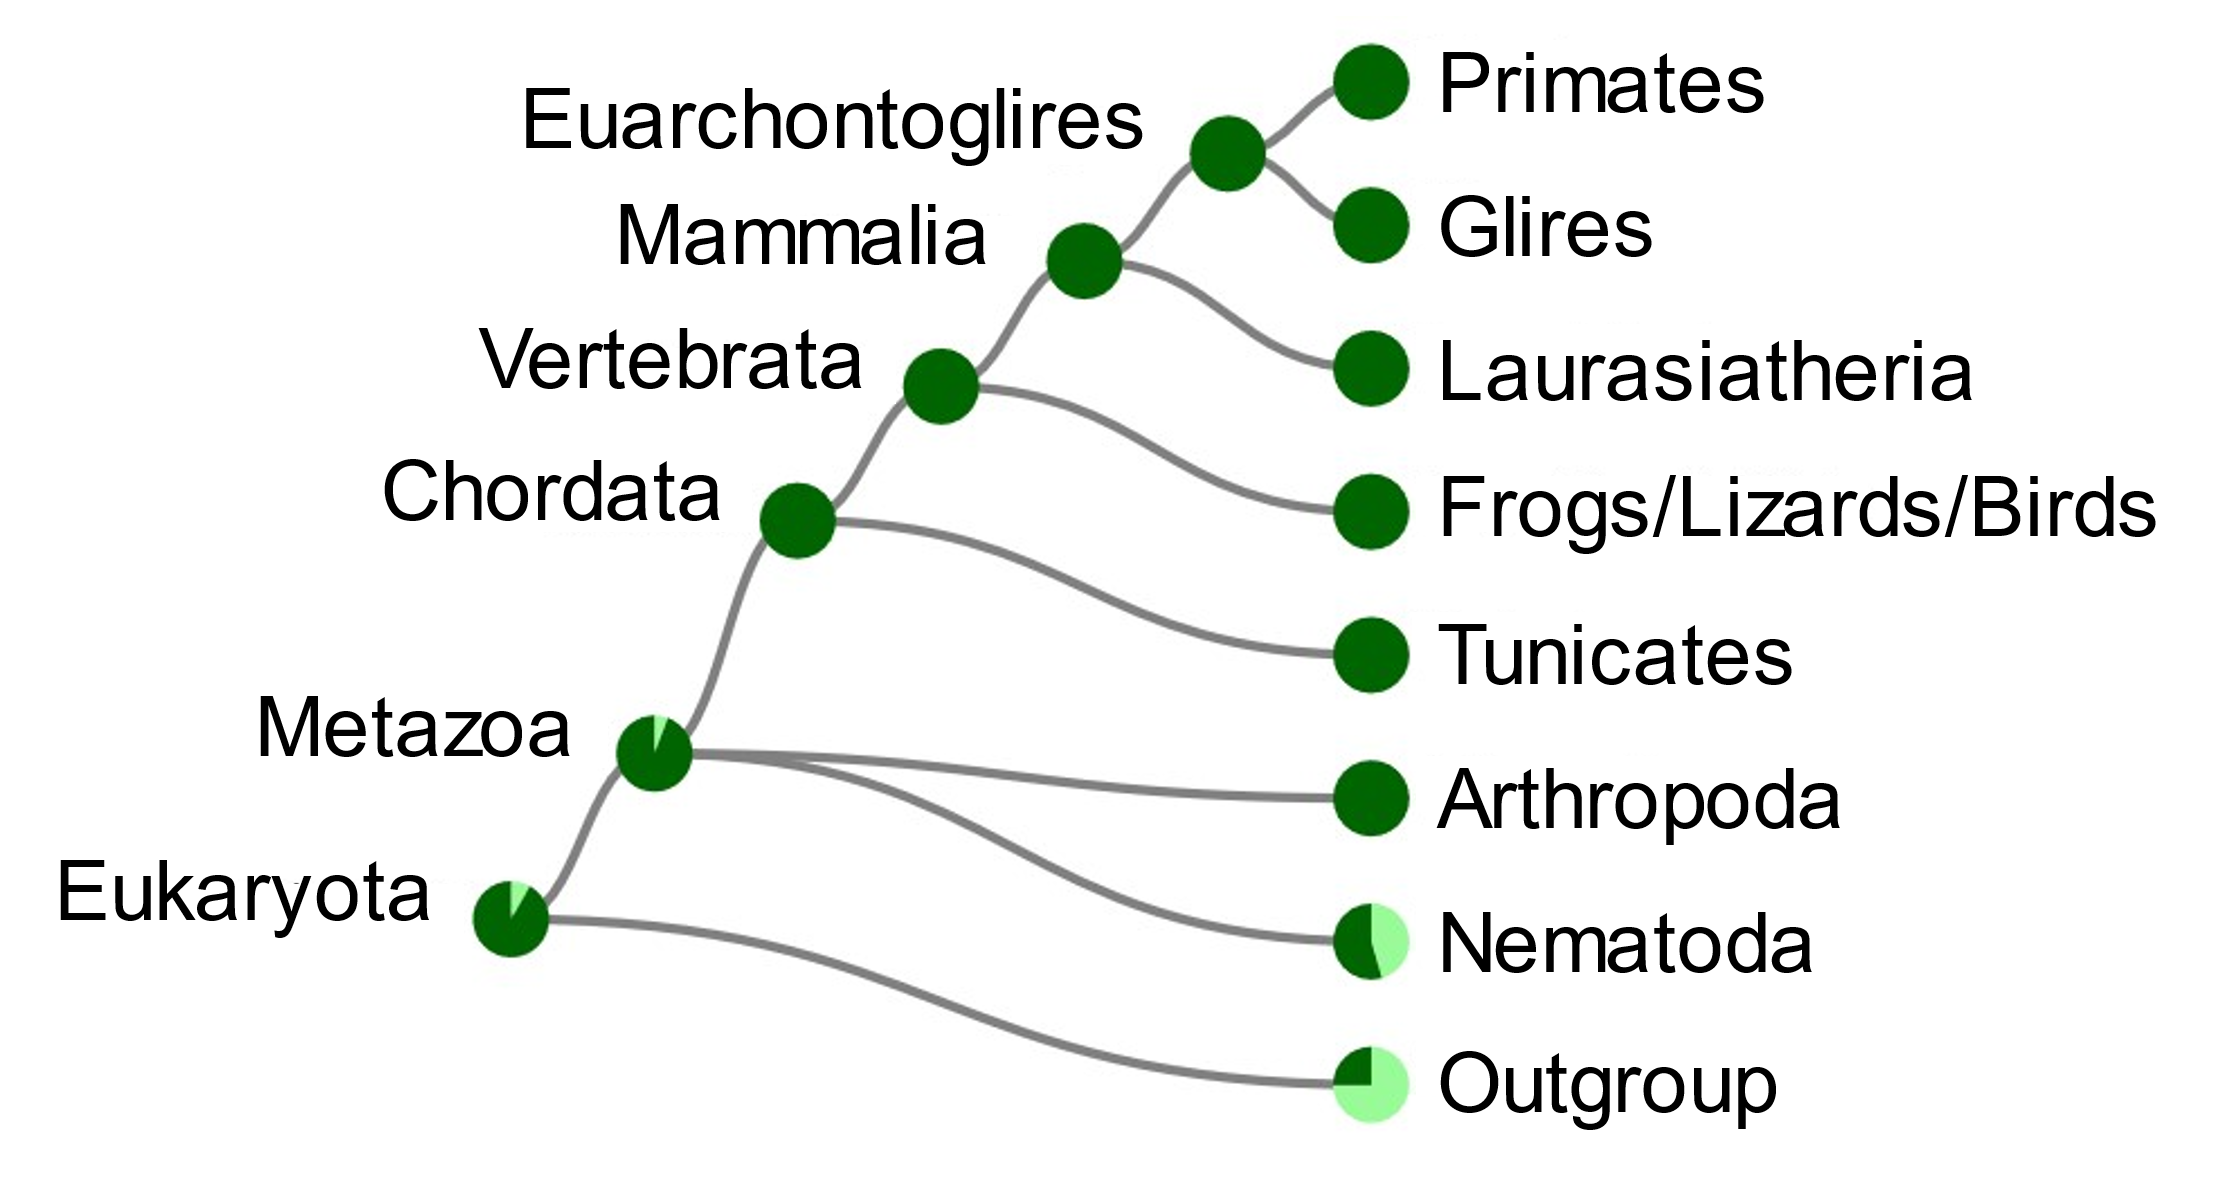 Primates
Euarchontoglires
Glires
Mammalia
Laurasiatheria
Vertebrata
Frogs/Lizards/Birds
Chordata
Tunicates
Metazoa
Arthropoda
Eukaryota
Nematoda
Outgroup